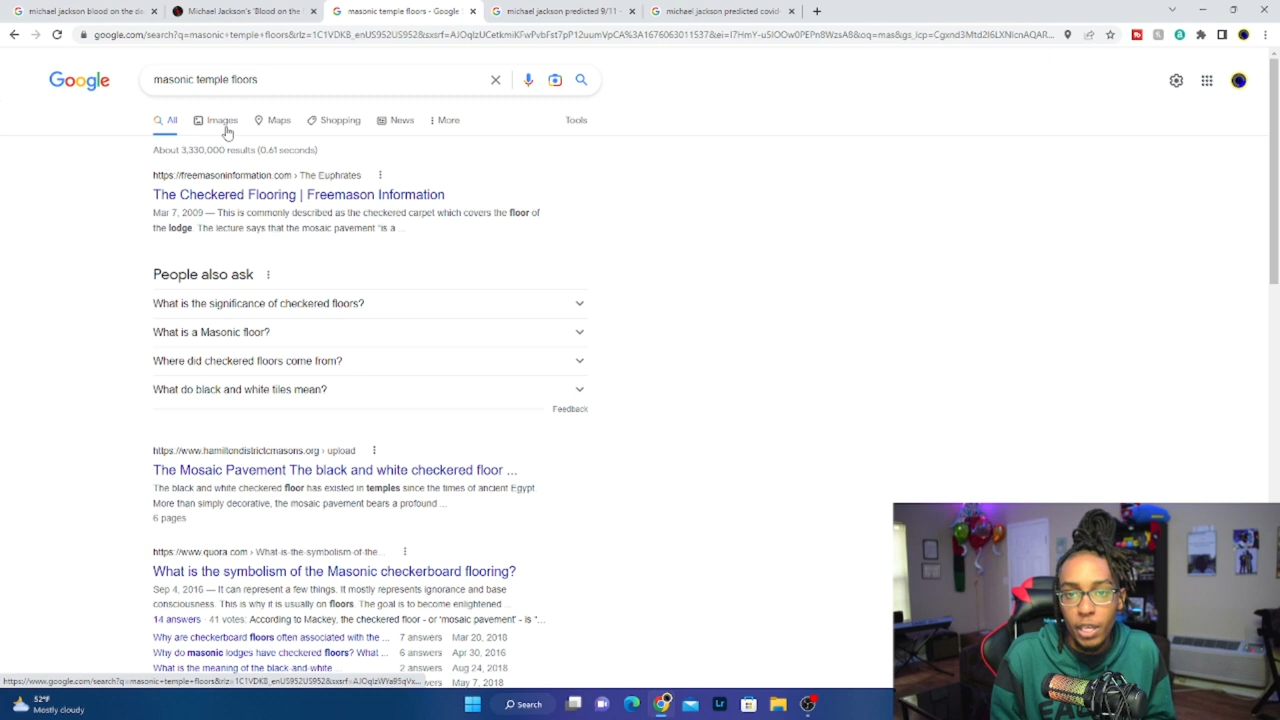 michael jackson blood on the da
Michael Jackson's 'Blood on the
masonic temple floors - Google
michael jackson predicted 9/11 -
michael jackson predicted covid-
Google
masonic temple floors
All
Images
Maps
Shopping
News
More
Tools
About 3,330,000 results (0.61 seconds)
https://freemasoninformation.com › The Euphrates
The Checkered Flooring | Freemason Information
Mar 7, 2009 — This is commonly described as the checkered carpet which covers the floor of
the lodge. The lecture says that the mosaic pavement "is a ...
People also ask
What is the significance of checkered floors?
What is a Masonic floor?
Where did checkered floors come from?
What do black and white tiles mean?
Feedback
https://www.hamiltondistrictcmasons.org › upload
The Mosaic Pavement The black and white checkered floor ...
The black and white checkered floor has existed in temples since the times of ancient Egypt.
More than simply decorative, the mosaic pavement bears a profound ...
6 pages
https://www.quora.com › What-is-the-symbolism-of-the...
What is the symbolism of the Masonic checkerboard flooring?
Sep 4, 2016 — It can represent a few things. It mostly represents ignorance and base
consciousness. This is why it is usually on floors. The goal is to become enlightened ...
14 answers · 41 votes: According to Mackey, the checkered floor - or 'mosaic pavement' - is "...
Why are checkerboard floors often associated with the ... 7 answers Mar 20, 2018
Why do masonic lodges have checkered floors? What ... 6 answers Apr 30, 2016
What is the meaning of the black-and-white ... 2 answers Aug 24, 2018
May 7, 2018
52°F
Mostly cloudy
Search